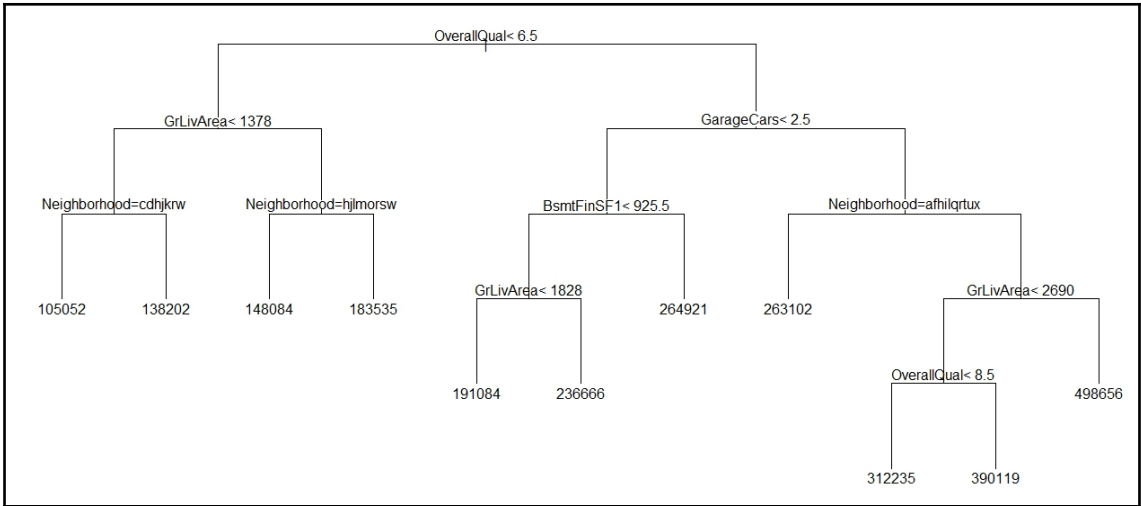 OverallQual< 6.5
GrLivArea< 1378
GarageCars< 2.5
Neighborhood=cdhjkrw
Neighborhood=hjlmorsw
BsmtFinSF1< 925.5
Neighborhood=afhilqrtux
105052
138202
148084
183535
GrLivArea< 1828
264921
263102
GrLivArea< 2690
191084
236666
OverallQual< 8.5
498656
312235
390119